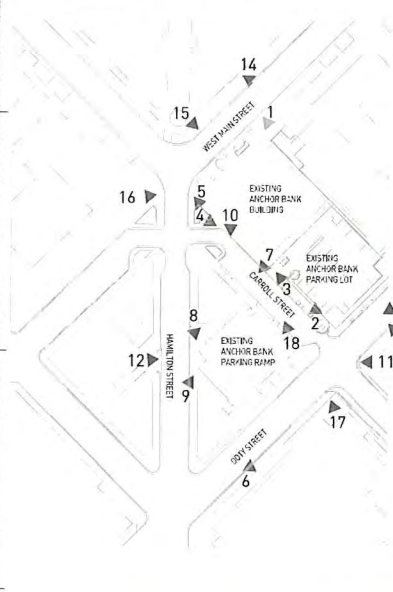 14
15
1
WEST MAIN STREET
16
5
EXISTING
ANCHOR BANK
BUILDING
4
10
7
EXISTING
ANCHOR BANK
PARKING LOT
3
CARROLL STREET
2
8
18
HAMILTON STREET
EXISTING
ANCHOR BANK
PARKING RAMP
12
11
9
17
DOTY STREET
6